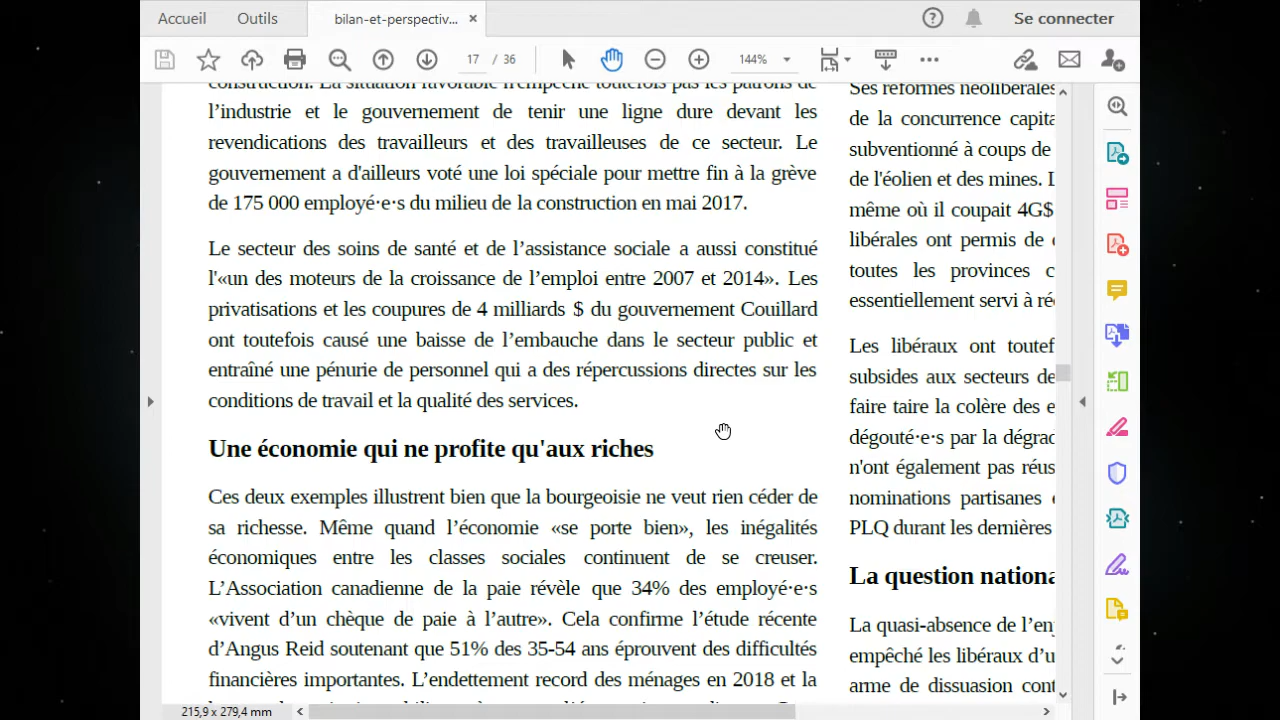 Accueil
Outils
bilan-et-perspectiv... ×
Se connecter
17 / 36
144%
construction. La situation favorable n'empêche toutefois pas les patrons de
l’industrie et le gouvernement de tenir une ligne dure devant les
revendications des travailleurs et des travailleuses de ce secteur. Le
gouvernement a d'ailleurs voté une loi spéciale pour mettre fin à la grève
de 175 000 employé·e·s du milieu de la construction en mai 2017.
Le secteur des soins de santé et de l’assistance sociale a aussi constitué
l'«un des moteurs de la croissance de l’emploi entre 2007 et 2014». Les
privatisations et les coupures de 4 milliards $ du gouvernement Couillard
ont toutefois causé une baisse de l’embauche dans le secteur public et
entraîné une pénurie de personnel qui a des répercussions directes sur les
conditions de travail et la qualité des services.
Une économie qui ne profite qu'aux riches
Ces deux exemples illustrent bien que la bourgeoisie ne veut rien céder de
sa richesse. Même quand l’économie «se porte bien», les inégalités
économiques entre les classes sociales continuent de se creuser.
L’Association canadienne de la paie révèle que 34% des employé·e·s
«vivent d’un chèque de paie à l’autre». Cela confirme l’étude récente
d’Angus Reid soutenant que 51% des 35-54 ans éprouvent des difficultés
financières importantes. L’endettement record des ménages en 2018 et la
Ses réformes néolibérales
de la concurrence capita
subventionné à coups de
de l'éolien et des mines. L
même où il coupait 4G$
libérales ont permis de
toutes les provinces c
essentiellement servi à ré
Les libéraux ont toutef
subsides aux secteurs de
faire taire la colère des e
dégouté·e·s par la dégrad
n'ont également pas réus
nominations partisanes
PLQ durant les dernières
La question nationa
La quasi-absence de l’en
empêché les libéraux d’u
arme de dissuasion cont
215,9 x 279,4 mm